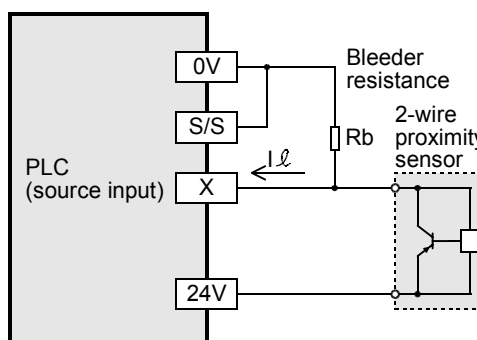 0V
Bleeder
resistance
S/S
Rb
2-wire
proximity
sensor
Iℓ
PLC
(source input)
X
24V